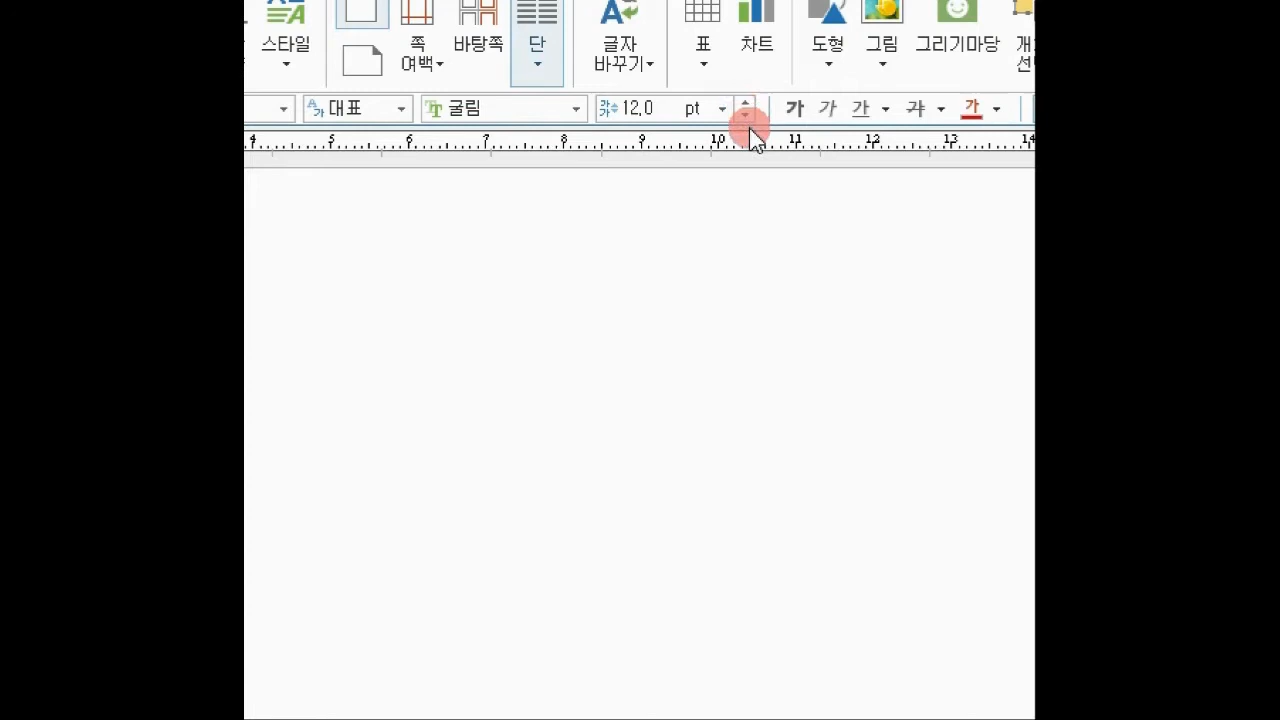 스타일
쪽
여백
바탕쪽
단
글자
바꾸기
표
차트
도형
그림
그리기마당
대표
굴림
12.0 pt
가 가 가 가 가
4 5 6 7 8 9 10 11 12 13 14